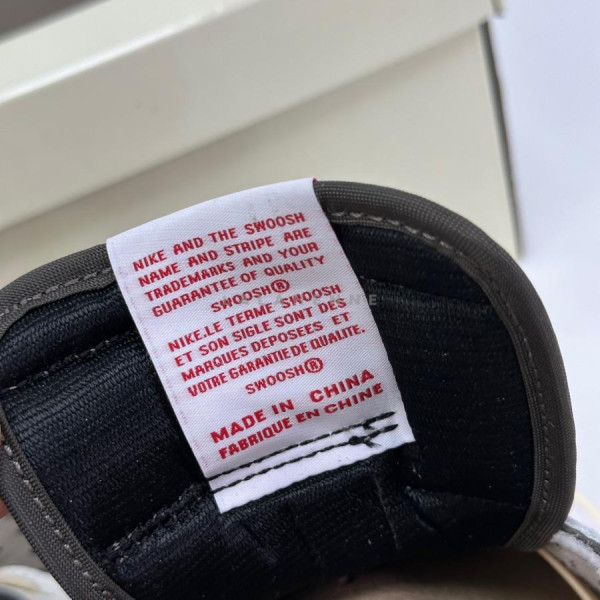 NIKE AND THE SWOOSH
NAME AND STRIPE ARE
TRADEMARKS AND YOUR
GUARANTEE OF QUALITY
SWOOSH®
NIKE.LE TERME SWOOSH
ET SON SIGLE SONT DES
MARQUES DEPOSEES ET
VOTRE GARANTIE DE QUALITE.
SWOOSH®
MADE IN CHINA
FABRIQUE EN CHINE